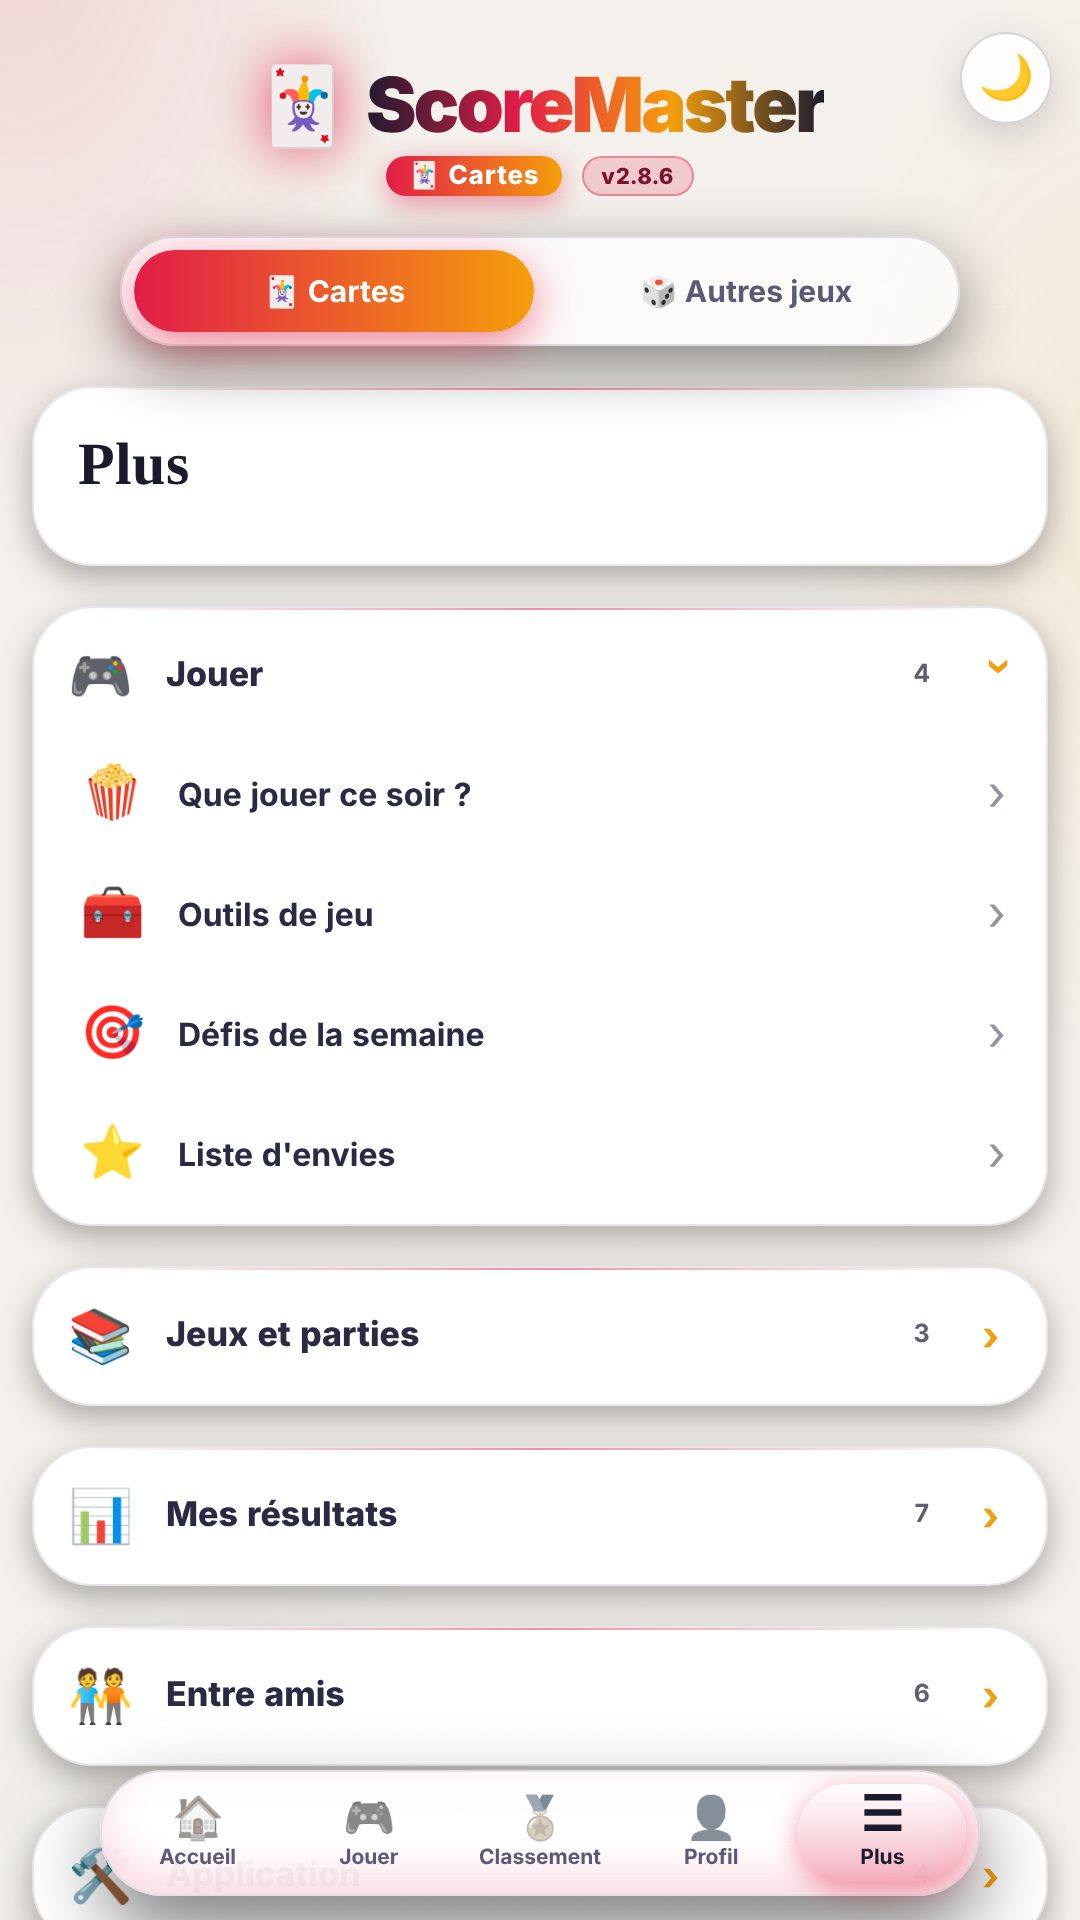 ScoreMaster
Cartes
v2.8.6
Cartes
Autres jeux
Plus
Jouer
4
Que jouer ce soir ?
Outils de jeu
Défis de la semaine
Liste d'envies
Jeux et parties
3
Mes résultats
7
Entre amis
6
Application
4
Accueil
Jouer
Classement
Profil
Plus